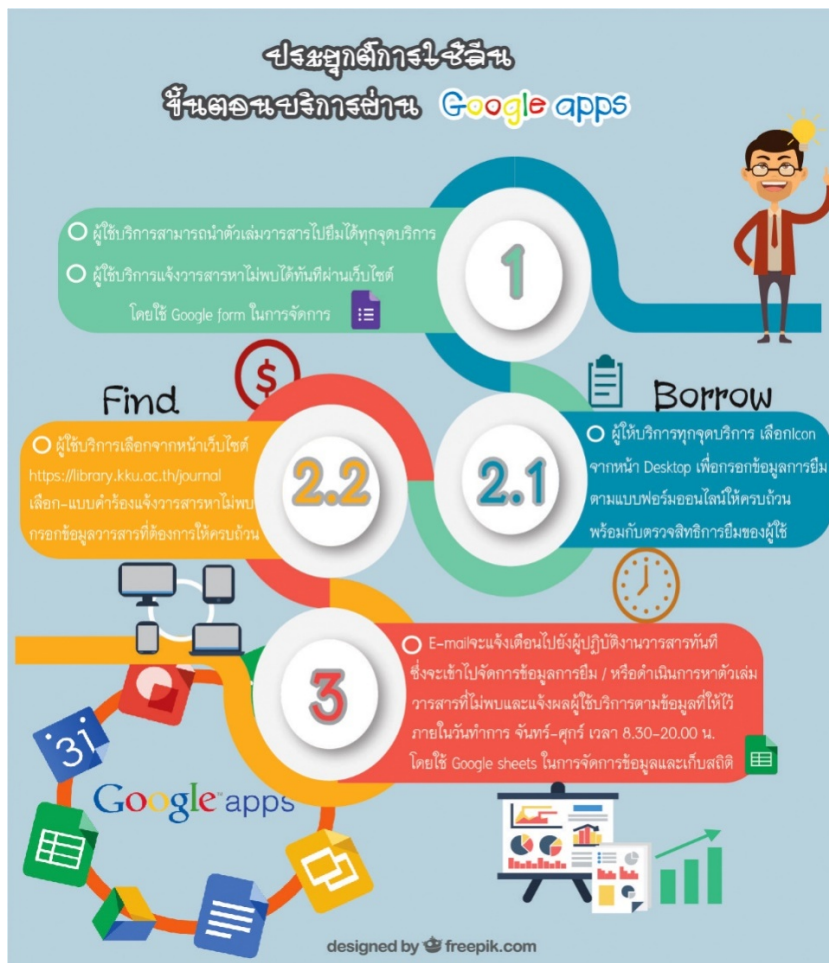 ประยุกต์การใช้ลีน
ขั้นตอนบริการผ่าน Google apps
ผู้ใช้บริการสามารถนำตัวเล่มวารสารไปยืมได้ทุกจุดบริการ
ผู้ใช้บริการแจ้งวารสารหาไม่พบได้ทันทีผ่านเว็บไซต์
โดยใช้ Google form ในการจัดการ
1
Find
ผู้ใช้บริการเลือกจากหน้าเว็บไซต์
https://library.kku.ac.th/journal
เลือก-แบบคำร้องแจ้งวารสารหาไม่พบ
กรอกข้อมูลวารสารที่ต้องการให้ครบถ้วน
2.2
2.1
Borrow
ผู้ให้บริการทุกจุดบริการ เลือกIcon
จากหน้า Desktop เพื่อกรอกข้อมูลการยืม
ตามแบบฟอร์มออนไลน์ให้ครบถ้วน
พร้อมกับตรวจสิทธิการยืมของผู้ใช้
3
E-mailจะแจ้งเตือนไปยังผู้ปฏิบัติงานวารสารทันที
ซึ่งจะเข้าไปจัดการข้อมูลการยืม / หรือดำเนินการหาตัวเล่ม
วารสารที่ไม่พบและแจ้งผลผู้ใช้บริการตามข้อมูลที่ให้ไว้
ภายในวันทำการ จันทร์-ศุกร์ เวลา 8.30-20.00 น.
โดยใช้ Google sheets ในการจัดการข้อมูลและเก็บสถิติ
$
31
Google™apps
designed by freepik.com